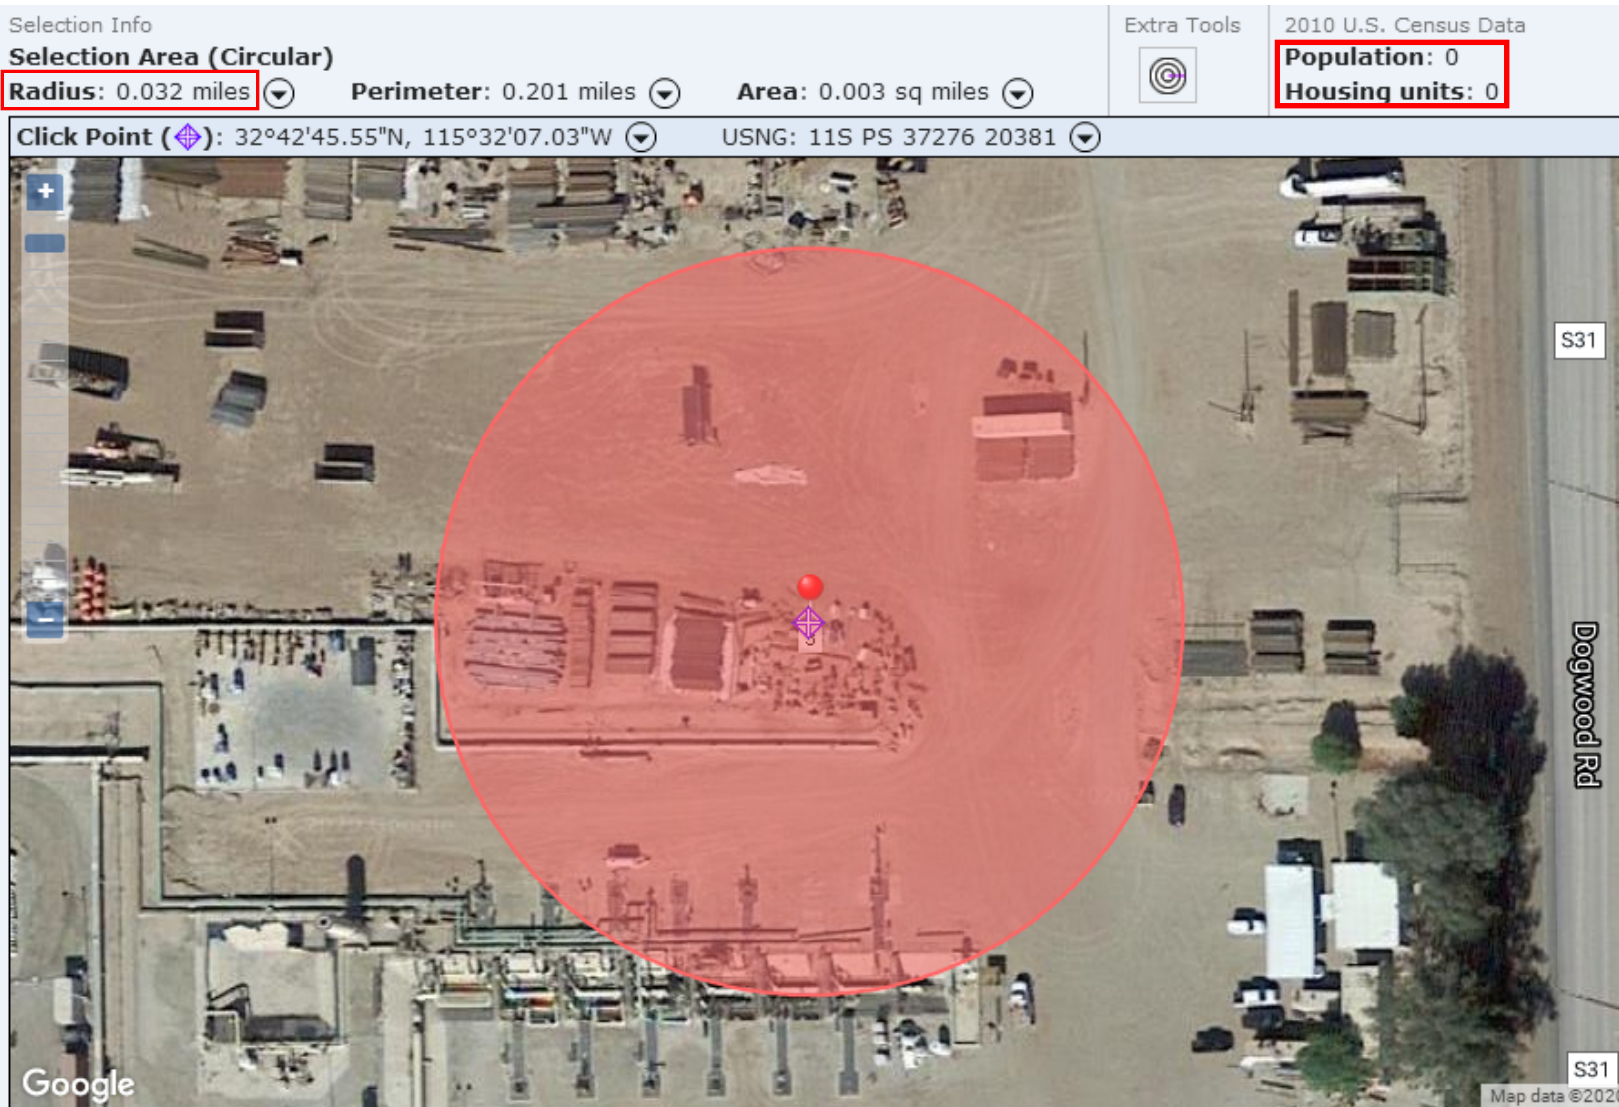 Selection Info
Selection Area (Circular)
Radius: 0.032 miles
Perimeter: 0.201 miles
Area: 0.003 sq miles
Extra Tools
2010 U.S. Census Data
Population: 0
Housing units: 0
Click Point ( ): 32°42'45.55"N, 115°32'07.03"W
USNG: 11S PS 37276 20381
+
S31
−
Dogwood Rd
S31
Google
Map data ©202